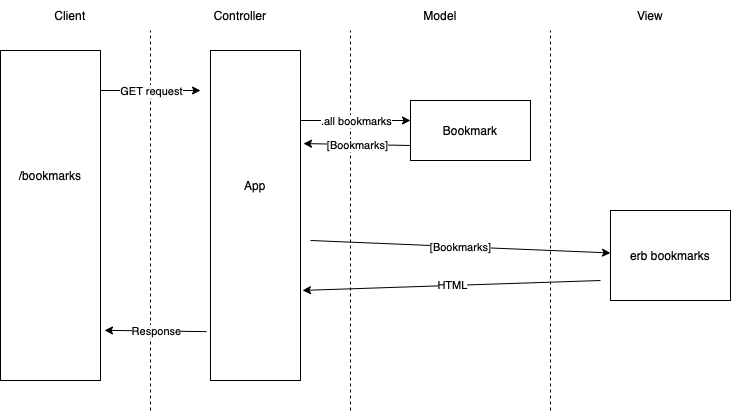 Client
Controller
Model
View
GET request
.all bookmarks
Bookmark
[Bookmarks]
/bookmarks
App
[Bookmarks]
erb bookmarks
HTML
Response